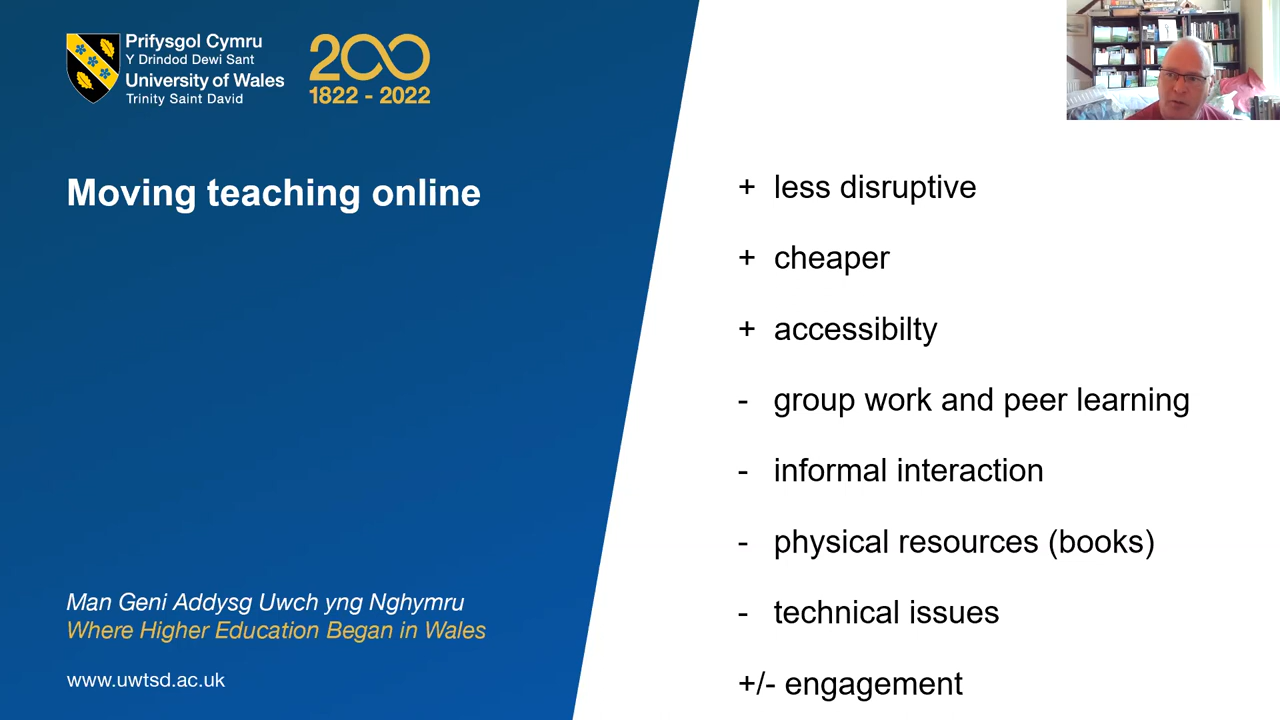 Prifysgol Cymru
Y Drindod Dewi Sant
University of Wales
Trinity Saint David
200
1822 - 2022
Moving teaching online
+ less disruptive
+ cheaper
+ accessibilty
- group work and peer learning
- informal interaction
- physical resources (books)
- technical issues
+/- engagement
Man Geni Addysg Uwch yng Nghymru
Where Higher Education Began in Wales
www.uwtsd.ac.uk